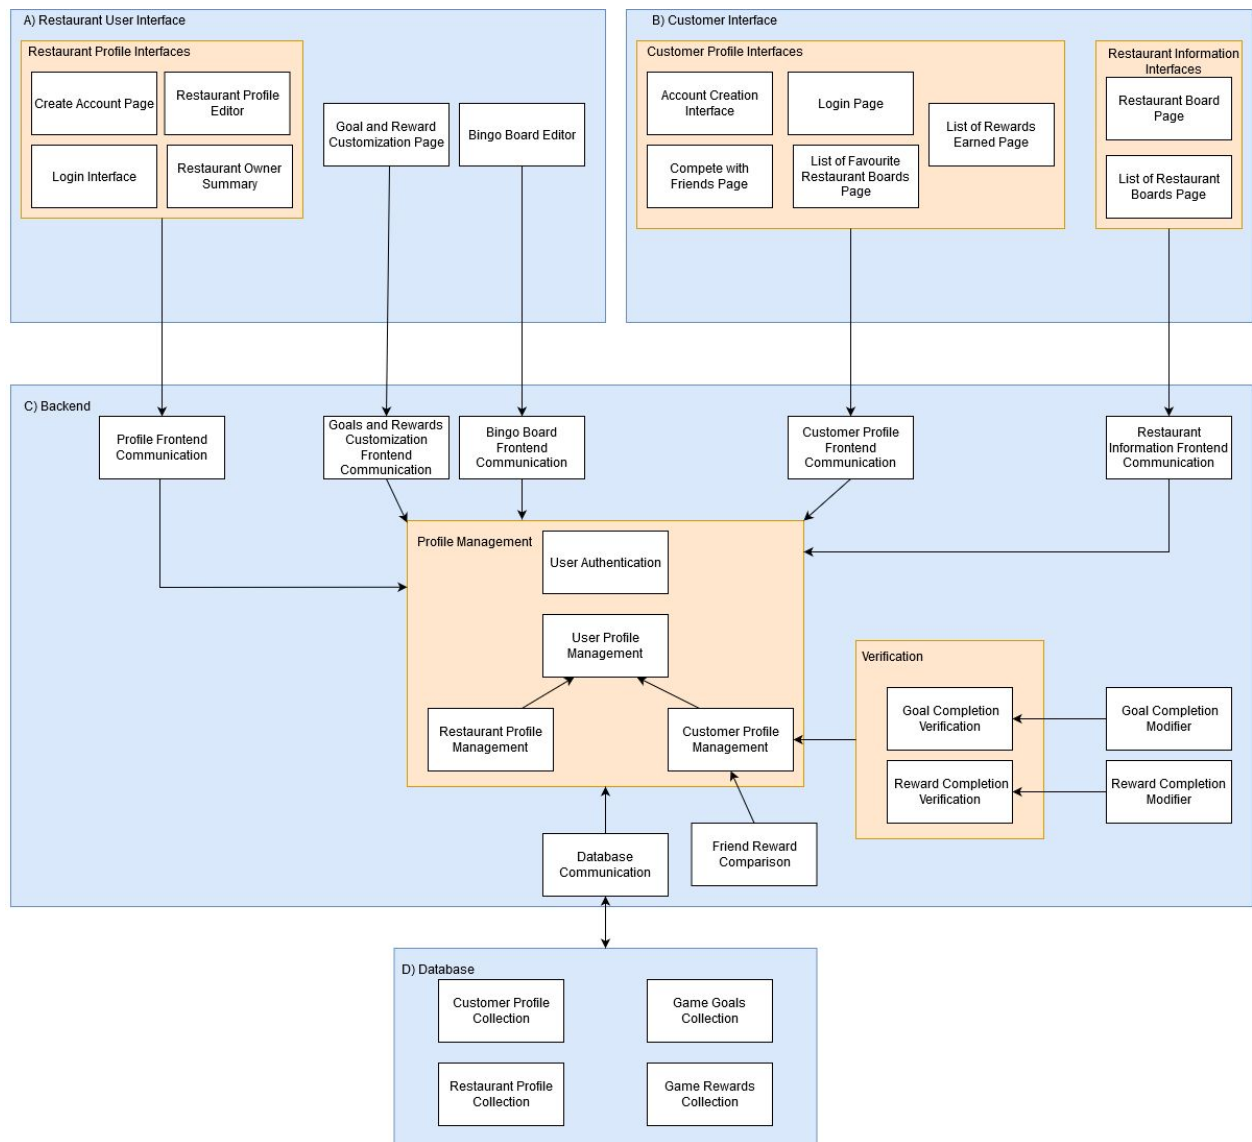 A) Restaurant User Interface
Restaurant Profile Interfaces
Create Account Page
Restaurant Profile
Editor
Login Interface
Restaurant Owner
Summary
Goal and Reward
Customization Page
Bingo Board Editor
B) Customer Interface
Customer Profile Interfaces
Account Creation
Interface
Login Page
List of Rewards
Earned Page
Compete with
Friends Page
List of Favourite
Restaurant Boards
Page
Restaurant Information
Interfaces
Restaurant Board
Page
List of Restaurant
Boards Page
C) Backend
Profile Frontend
Communication
Goals and Rewards
Customization
Frontend
Communication
Bingo Board
Frontend
Communication
Customer Profile
Frontend
Communication
Restaurant
Information Frontend
Communication
Profile Management
User Authentication
User Profile
Management
Restaurant Profile
Management
Customer Profile
Management
Verification
Goal Completion
Verification
Goal Completion
Modifier
Reward Completion
Verification
Reward Completion
Modifier
Database
Communication
Friend Reward
Comparison
D) Database
Customer Profile
Collection
Game Goals
Collection
Restaurant Profile
Collection
Game Rewards
Collection